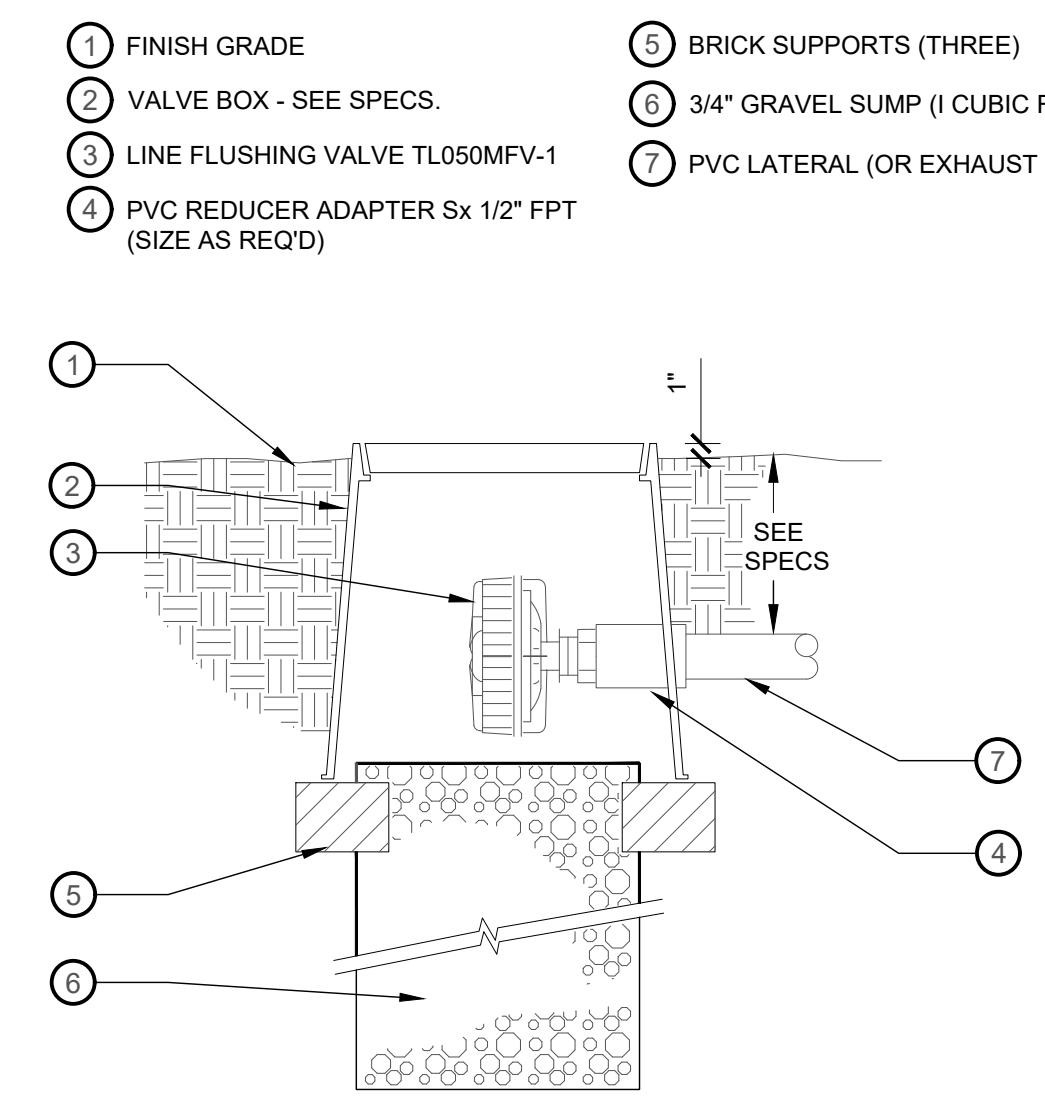 1 FINISH GRADE
2 VALVE BOX - SEE SPECS.
3 LINE FLUSHING VALVE TL050MFV-1
4 PVC REDUCER ADAPTER Sx 1/2" FPT
(SIZE AS REQ'D)
5 BRICK SUPPORTS (THREE)
6 3/4" GRAVEL SUMP (I CUBIC
7 PVC LATERAL (OR EXHAUST
1
1"
2
3
SEE
SPECS
7
4
5
6